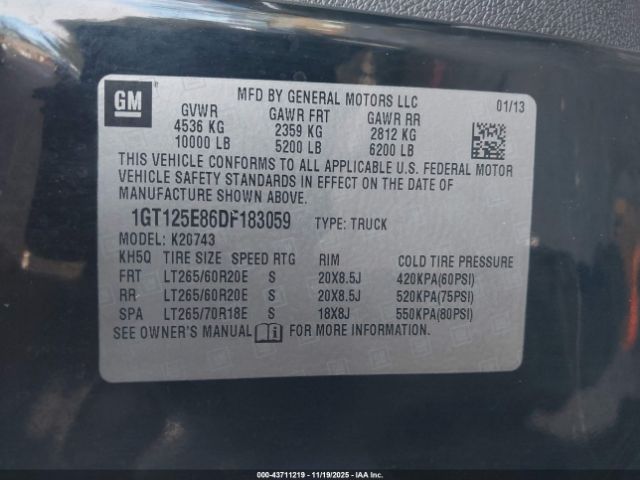 GM
MFD BY GENERAL MOTORS LLC 01/13
GVWR GAWR FRT GAWR RR
4536 KG 2359 KG 2812 KG
10000 LB 5200 LB 6200 LB
THIS VEHICLE CONFORMS TO ALL APPLICABLE U.S. FEDERAL MOTOR
VEHICLE SAFETY STANDARDS IN EFFECT ON THE DATE OF
MANUFACTURE SHOWN ABOVE.
1GT125E86DF183059 TYPE: TRUCK
MODEL: K20743
KH5Q TIRE SIZE SPEED RTG RIM COLD TIRE PRESSURE
FRT LT265/60R20E S 20X8.5J 420KPA(60PSI)
RR LT265/60R20E S 20X8.5J 520KPA(75PSI)
SPA LT265/70R18E S 18X8J 550KPA(80PSI)
SEE OWNER'S MANUAL FOR MORE INFORMATION.
000-43711219 - 11/19/2025 - IAAI.COM